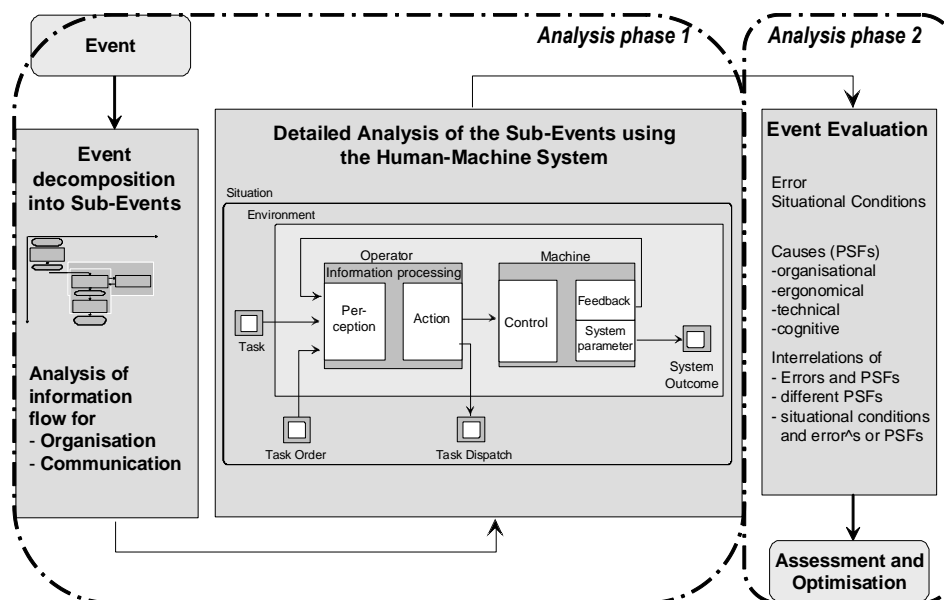 Event
Analysis phase 1
Analysis phase 2
Event
decomposition
into Sub-Events
Analysis of
information
flow for
- Organisation
- Communication
Detailed Analysis of the Sub-Events using
the Human-Machine System
Situation
Environment
Operator
Information processing
Per-
ception
Action
Machine
Control
Feedback
System
parameter
Task
System
Outcome
Task Order
Task Dispatch
Event Evaluation
Error
Situational Conditions
Causes (PSFs)
-organisational
-ergonomical
-technical
-cognitive
Interrelations of
- Errors and PSFs
- different PSFs
- situational conditions
and error^s or PSFs
Assessment and
Optimisation